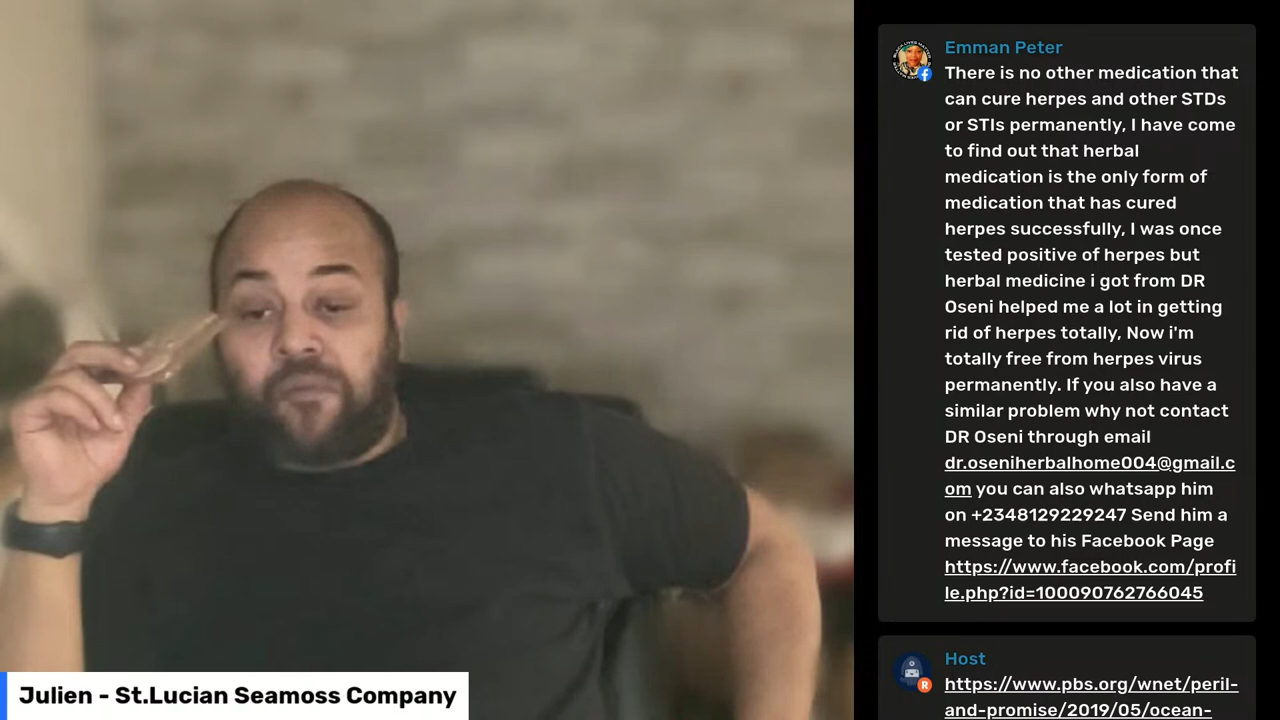 Emman Peter
There is no other medication that
can cure herpes and other STDs
or STIs permanently, I have come
to find out that herbal
medication is the only form of
medication that has cured
herpes successfully, I was once
tested positive of herpes but
herbal medicine i got from DR
Oseni helped me a lot in getting
rid of herpes totally, Now i'm
totally free from herpes virus
permanently. If you also have a
similar problem why not contact
DR Oseni through email
dr.oseniherbalhome004@gmail.c
om you can also whatsapp him
on +2348129229247 Send him a
message to his Facebook Page
https://www.facebook.com/profi
le.php?id=100090762766045
Host
https://www.pbs.org/wnet/peril-
and-promise/2019/05/ocean-
Julien - St.Lucian Seamoss Company